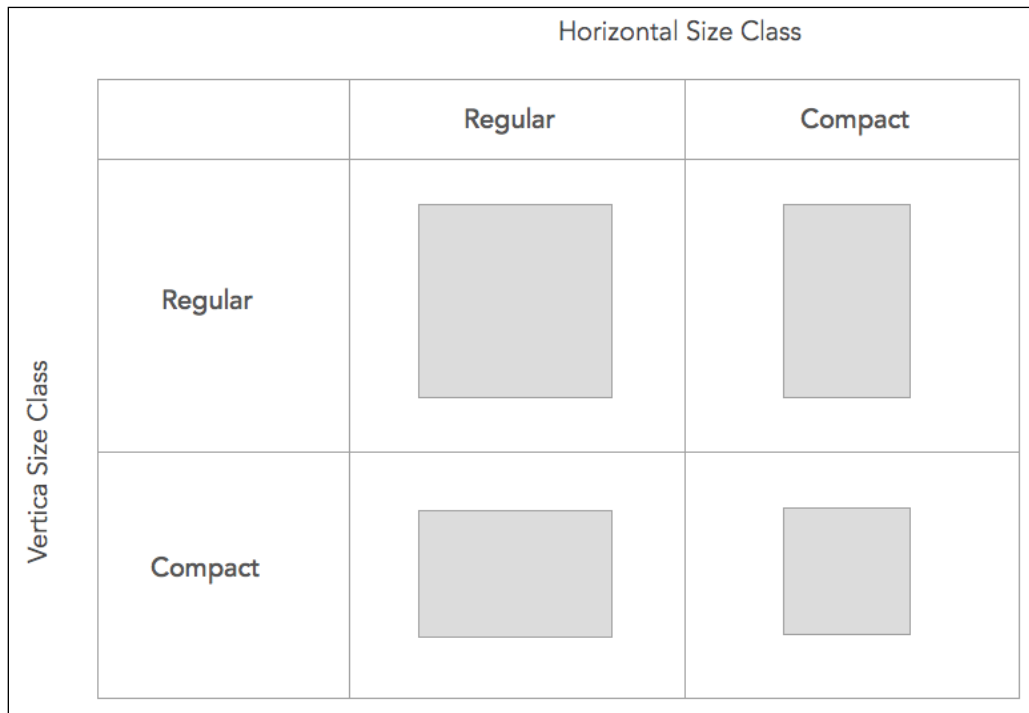 Horizontal Size Class
Regular Compact
Regular
Vertica Size Class
Compact